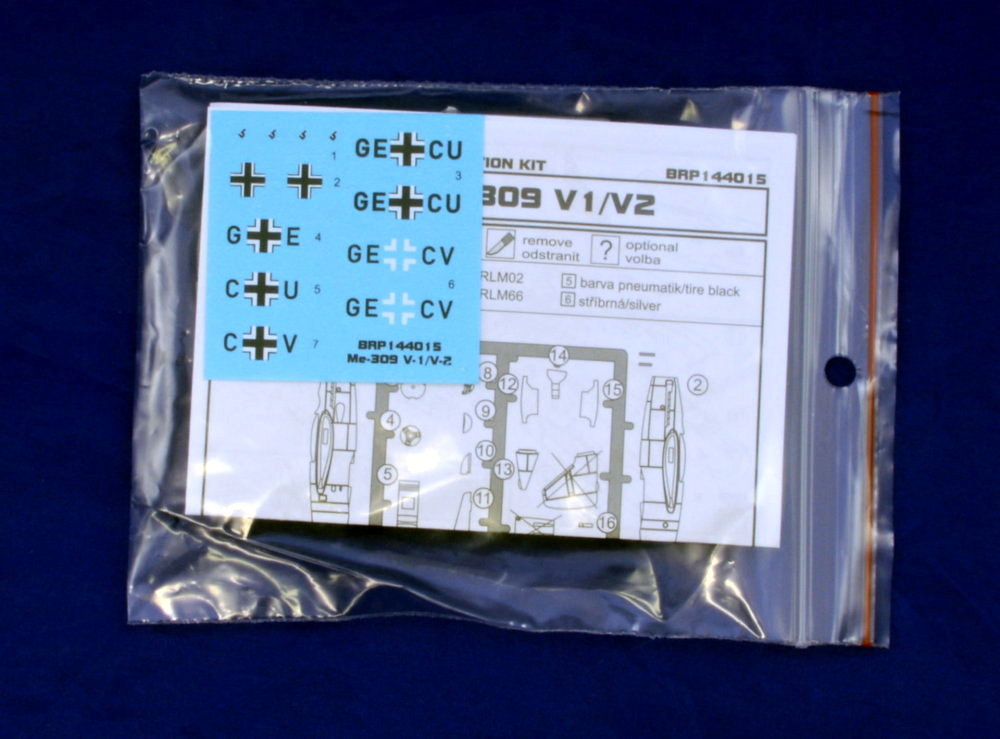 GE CU
1
3
2
GE CU
G E 4
GE CV
6
C U 5
GE CV
C V 7
BRP144015
Me-309 V-1/V-2
TION KIT BRP144015
309 V1/V2
remove
odstranit
? optional
volba
RLM02
RLM66
5 barva pneumatik/tire black
6 stříbrná/silver
14
8
12
15
2
9
4
10
13
5
11
16